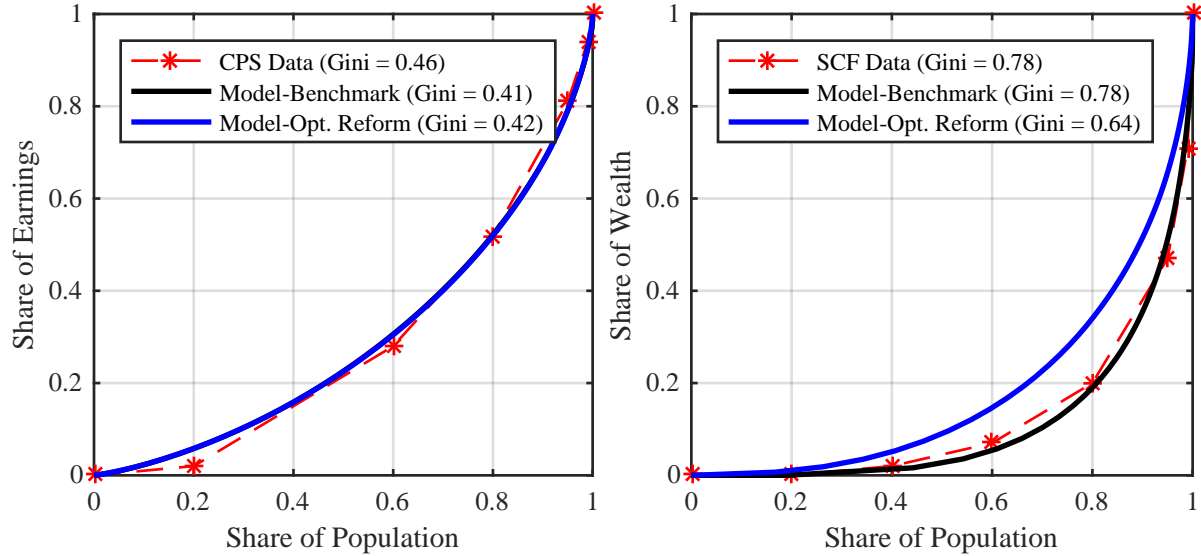 CPS Data (Gini = 0.46)
Model-Benchmark (Gini = 0.41)
Model-Opt. Reform (Gini = 0.42)
Share of Earnings
1
0.8
0.6
0.4
0.2
0
0
0.2
0.4
0.6
0.8
1
Share of Population
SCF Data (Gini = 0.78)
Model-Benchmark (Gini = 0.78)
Model-Opt. Reform (Gini = 0.64)
Share of Wealth
1
0.8
0.6
0.4
0.2
0
0
0.2
0.4
0.6
0.8
1
Share of Population